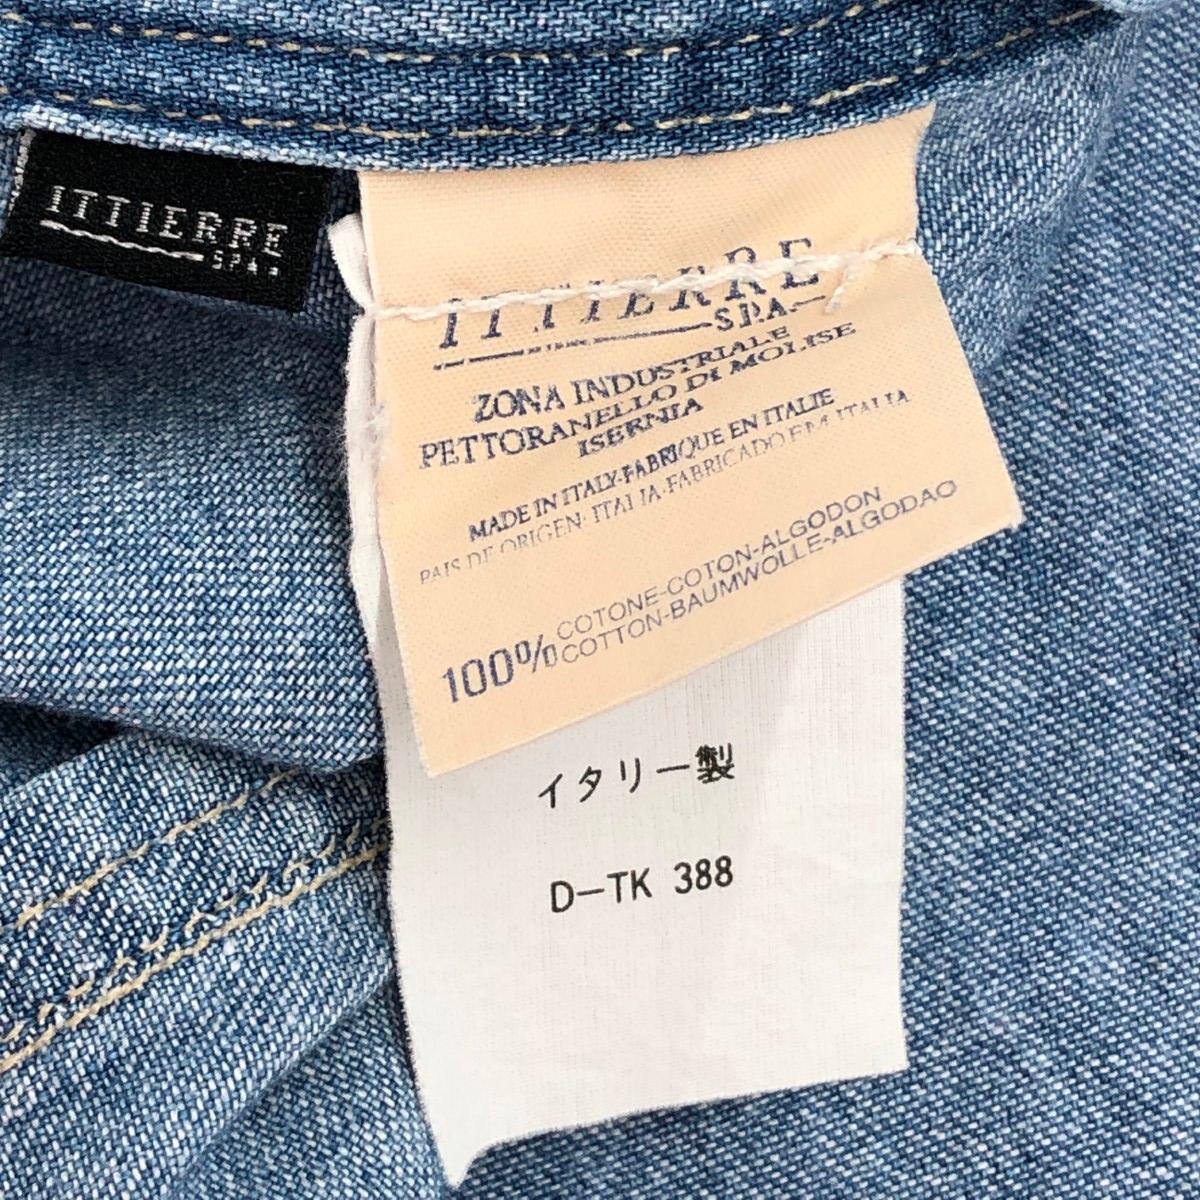 ITTIERRE
SPA.
ITTIERRE
S.P.A.
ZONA INDUSTRIALE
PETTORANELLO DI MOLISE
ISERNIA
MADE IN ITALY-FABRIQUE EN ITALIE
PAIS DE ORIGEN: ITALIA-FABRICADO EM ITALIA
100% COTONE-COTON-ALGODON
COTTON-BAUMWOLLE-ALGODAO
イタリー製
D-TK 388